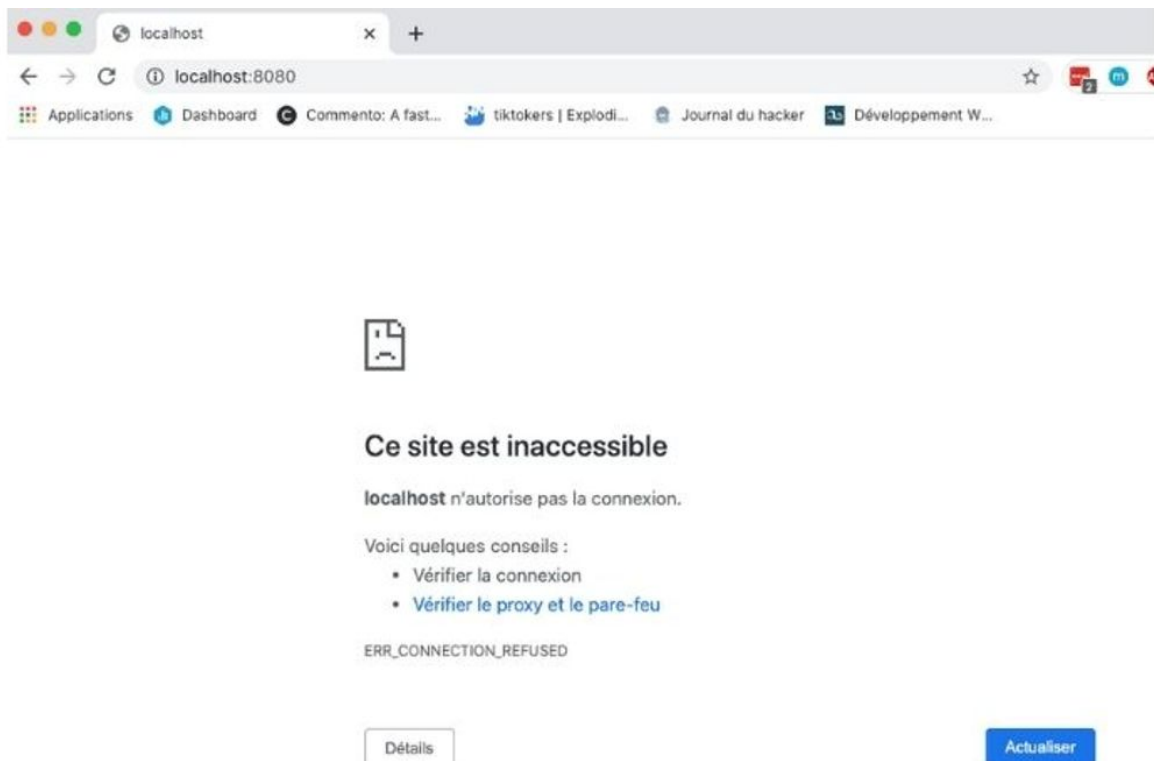 localhost
localhost:8080
2
m
Applications
Dashboard
Commento: A fast...
tiktokers | Explodi...
Journal du hacker
Développement W...
Ce site est inaccessible
localhost n'autorise pas la connexion.
Voici quelques conseils :
• Vérifier la connexion
• Vérifier le proxy et le pare-feu
ERR_CONNECTION_REFUSED
Détails
Actualiser